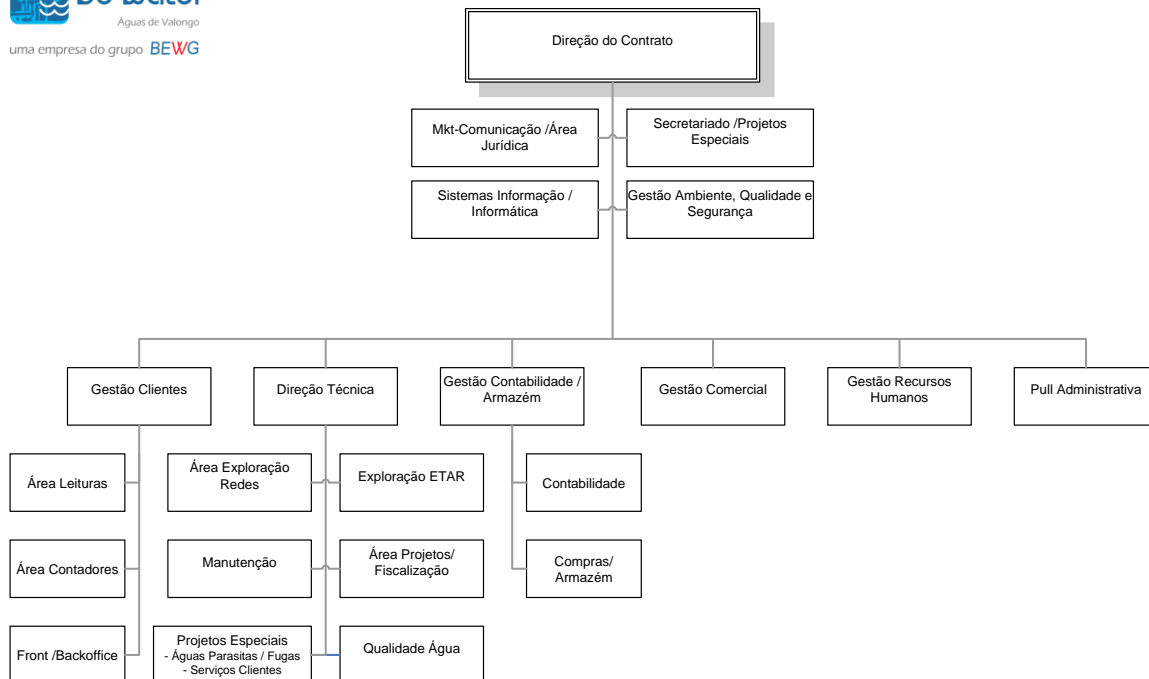 Águas de Valongo
uma empresa do grupo BEWG
Direção do Contrato
Mkt-Comunicação /Área
Jurídica
Secretariado /Projetos
Especiais
Sistemas Informação /
Informática
Gestão Ambiente, Qualidade e
Segurança
Gestão Clientes
Direção Técnica
Gestão Contabilidade /
Armazém
Gestão Comercial
Gestão Recursos
Humanos
Pull Administrativa
Área Leituras
Área Exploração
Redes
Exploração ETAR
Contabilidade
Área Contadores
Manutenção
Área Projetos/
Fiscalização
Compras/
Armazém
Front /Backoffice
Projetos Especiais
- Águas Parasitas / Fugas
- Serviços Clientes
Qualidade Água